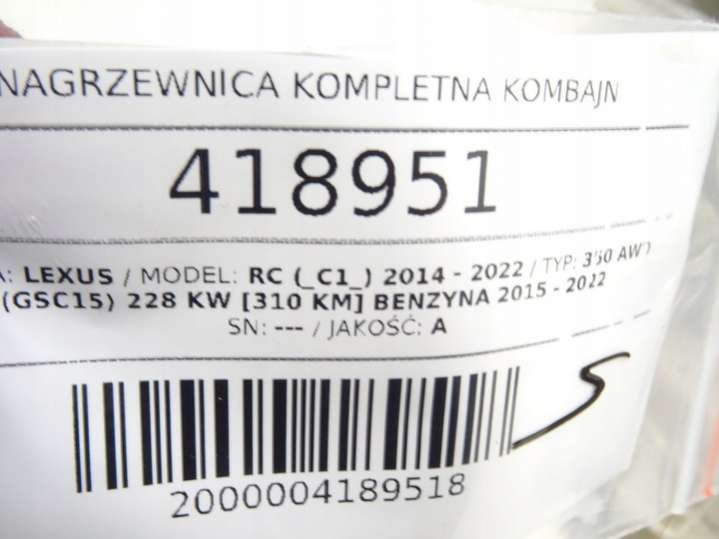 NAGRZEWNICA KOMPLETNA KOMBAJN
418951
A: LEXUS / MODEL: RC (_C1_) 2014 - 2022 / TYP: 350 AWD
(GSC15) 228 KW [310 KM] BENZYNA 2015 - 2022
SN: --- / JAKOŚĆ: A
S
2000004189518